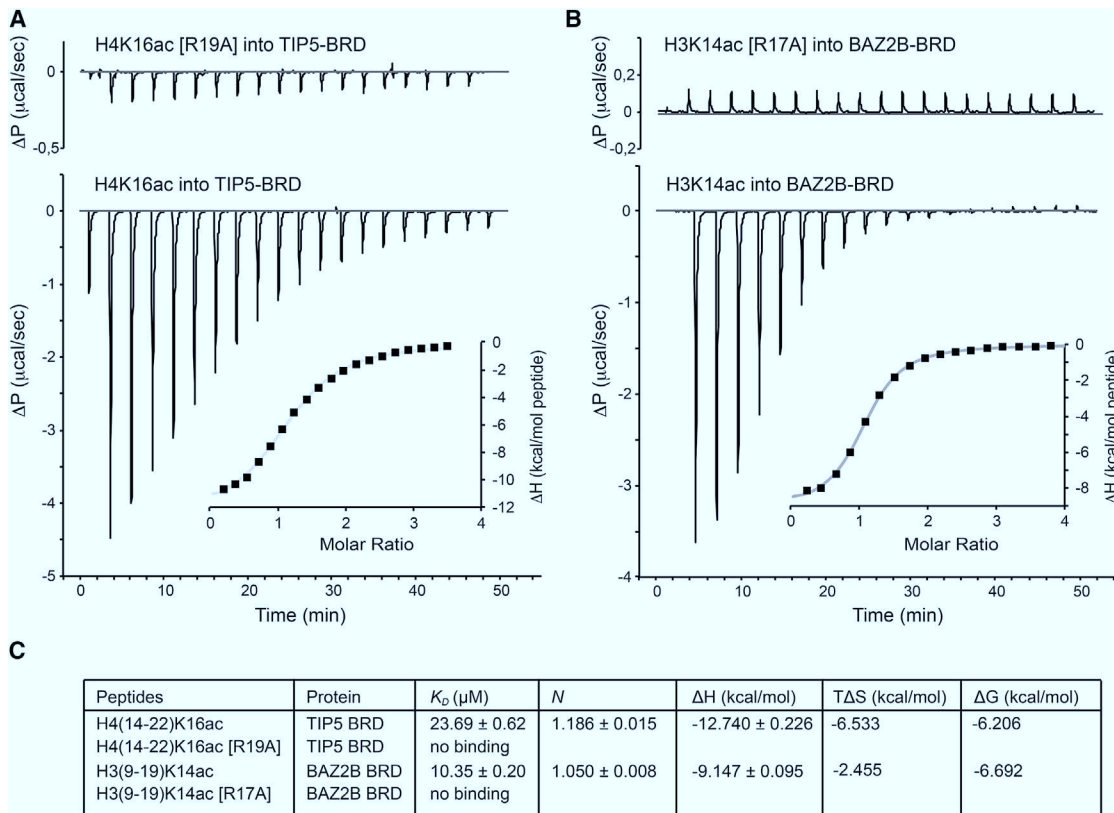 A
H4K16ac [R19A] into TIP5-BRD
0
-0,5
ΔP (μcal/sec)
H4K16ac into TIP5-BRD
0
-1
-2
-3
-4
-5
ΔP (μcal/sec)
0
-2
-4
-6
-8
-10
-12
ΔH (kcal/mol peptide)
0 1 2 3 4
Molar Ratio
0 10 20 30 40 50
Time (min)
B
H3K14ac [R17A] into BAZ2B-BRD
0,2
0
-0,2
ΔP (μcal/sec)
H3K14ac into BAZ2B-BRD
0
-1
-2
-3
-4
ΔP (μcal/sec)
0
-2
-4
-6
-8
ΔH (kcal/mol peptide)
0 1 2 3 4
Molar Ratio
0 10 20 30 40 50
Time (min)
C
Peptides Protein K_D (μM) N ΔH (kcal/mol) TΔS (kcal/mol) ΔG (kcal/mol)
H4(14-22)K16ac TIP5 BRD 23.69 ± 0.62 1.186 ± 0.015 -12.740 ± 0.226 -6.533 -6.206
H4(14-22)K16ac [R19A] TIP5 BRD no binding
H3(9-19)K14ac BAZ2B BRD 10.35 ± 0.20 1.050 ± 0.008 -9.147 ± 0.095 -2.455 -6.692
H3(9-19)K14ac [R17A] BAZ2B BRD no binding